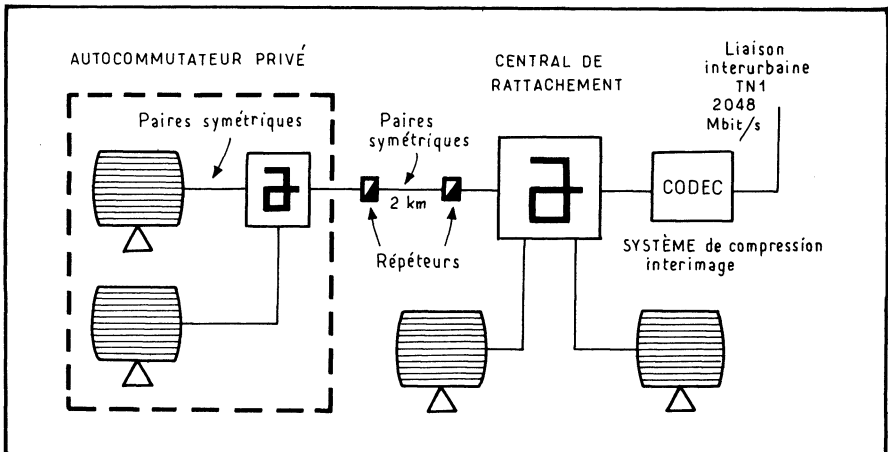 AUTOCOMMUTATEUR PRIVÉ
Paires symétriques
Paires
symétriques
2 km
Répéteurs
CENTRAL DE
RATTACHEMENT
Liaison
interurbaine
TN1
2048
Mbit/s
CODEC
SYSTÈME de compression
interimage